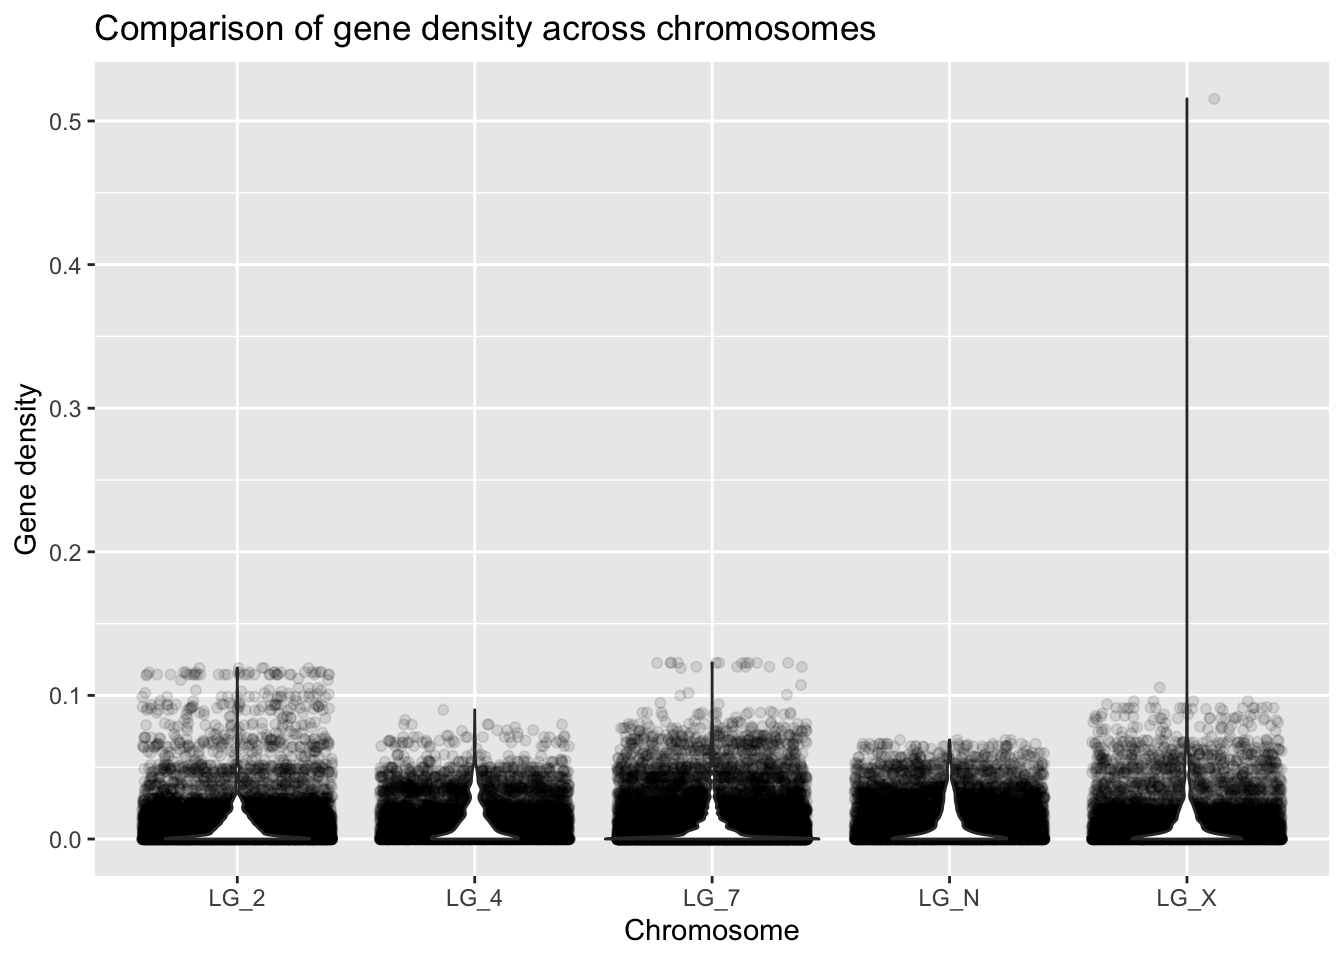 Comparison of gene density across chromosomes
Gene density
0.5
0.4
0.3
0.2
0.1
0.0
LG_2 LG_4 LG_7 LG_N LG_X
Chromosome